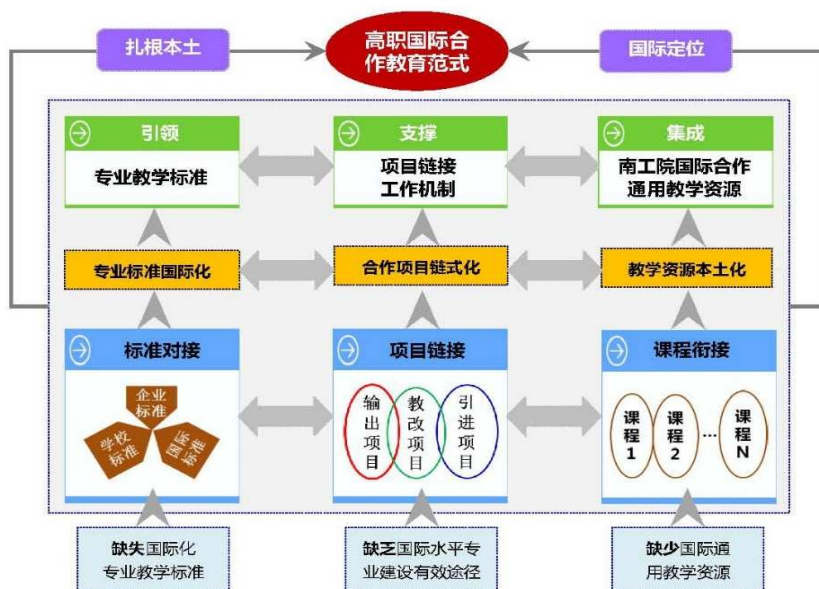 扎根本土
高职国际合
作教育范式
国际定位
引领
支撑
集成
专业教学标准
项目链接
工作机制
南工院国际合作
通用教学资源
专业标准国际化
合作项目链式化
教学资源本土化
标准对接
项目链接
课程衔接
企业
标准
学校
标准
国际
标准
输出项目
教改项目
引进项目
课程1
课程2
...
课程N
缺失国际化
专业教学标准
缺乏国际水平专
业建设有效途径
缺少国际通
用教学资源